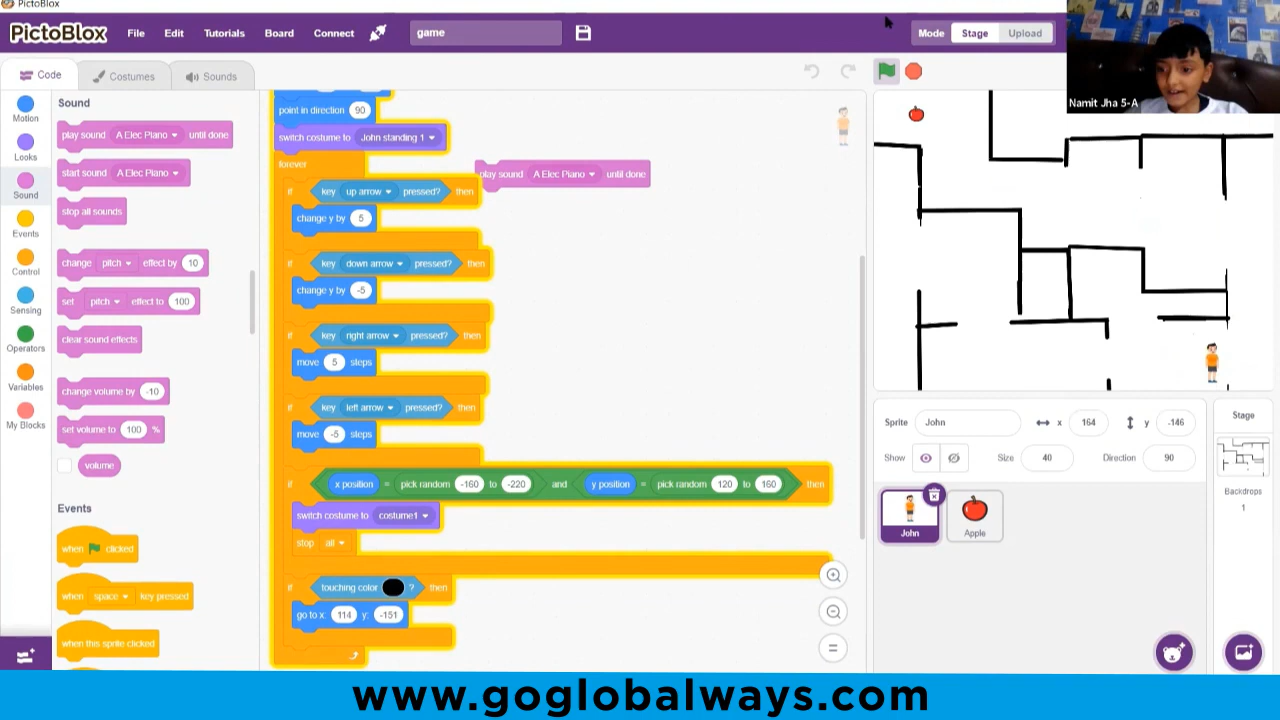 PictoBlox
PictoBlox File Edit Tutorials Board Connect game Mode Stage Upload
Code Costumes Sounds
Namit Jha 5-A
Motion
Looks
Sound
Events
Control
Sensing
Operators
Variables
My Blocks
Sound
play sound A Elec Piano until done
start sound A Elec Piano
stop all sounds
change pitch effect by 10
set pitch effect to 100
clear sound effects
change volume by -10
set volume to 100 %
volume
Events
when clicked
when space key pressed
when this sprite clicked
point in direction 90
switch costume to John standing 1
forever
play sound A Elec Piano until done
if key up arrow pressed? then
change y by 5
if key down arrow pressed? then
change y by -5
if key right arrow pressed? then
move 5 steps
if key left arrow pressed? then
move -5 steps
if x position = pick random -160 to -220 and y position = pick random 120 to 160 then
switch costume to costume1
stop all
if touching color ? then
go to x: 114 y: -151
Sprite John x 164 y -146
Show Size 40 Direction 90
John
Apple
Stage
Backdrops
1
www.goglobalways.com